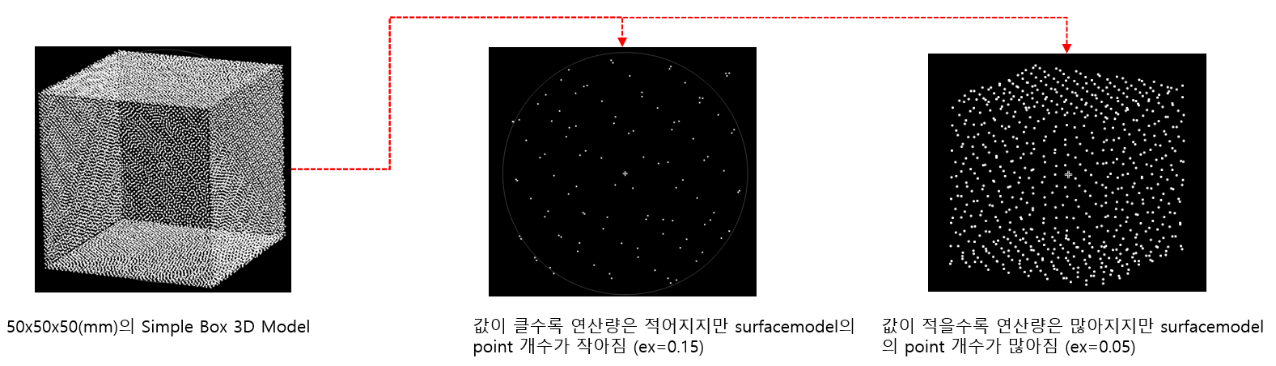 50x50x50(mm)의 Simple Box 3D Model
값이 클수록 연산량은 적어지지만 surfacemodel의
point 개수가 작아짐 (ex=0.15)
값이 적을수록 연산량은 많아지지만 surfacemodel
의 point 개수가 많아짐 (ex=0.05)